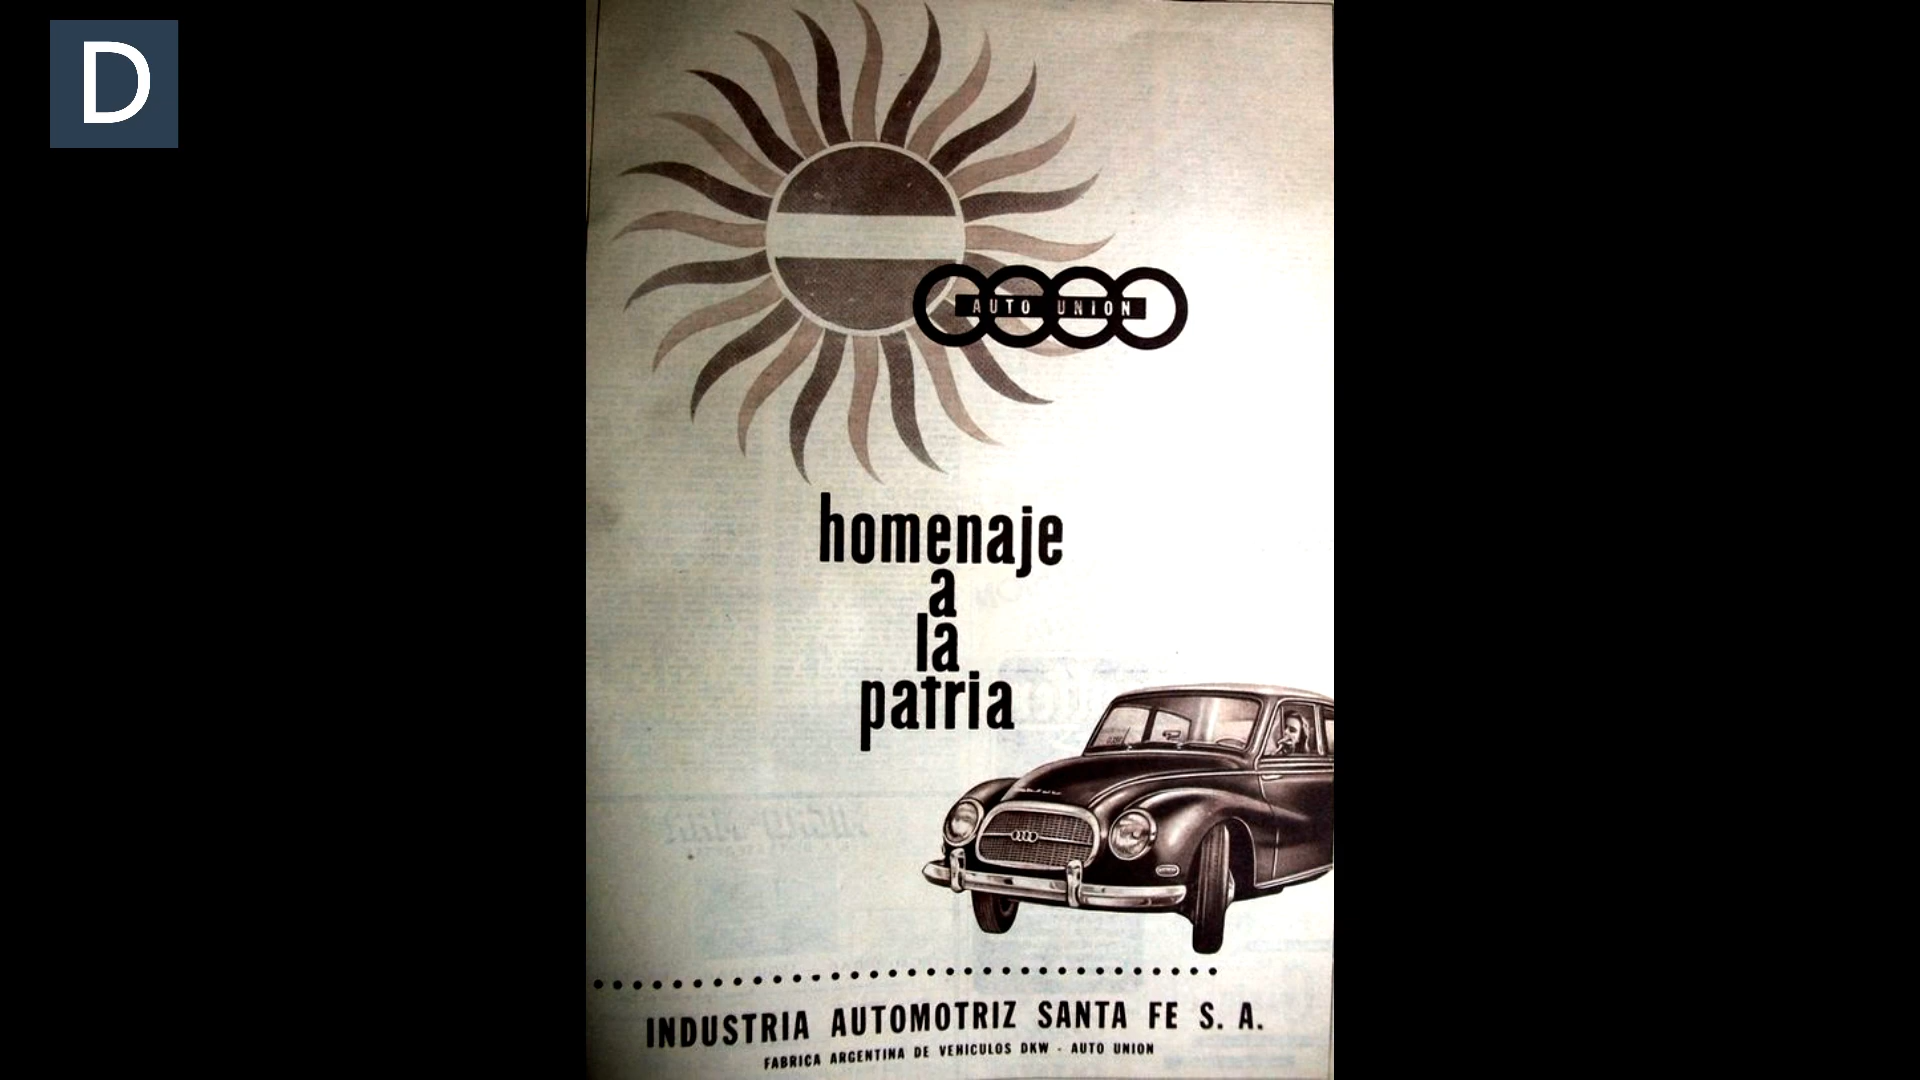 D
AUTO UNION
homenaje
a
la
patria
INDUSTRIA AUTOMOTRIZ SANTA FE S. A.
FABRICA ARGENTINA DE VEHICULOS DKW - AUTO UNION